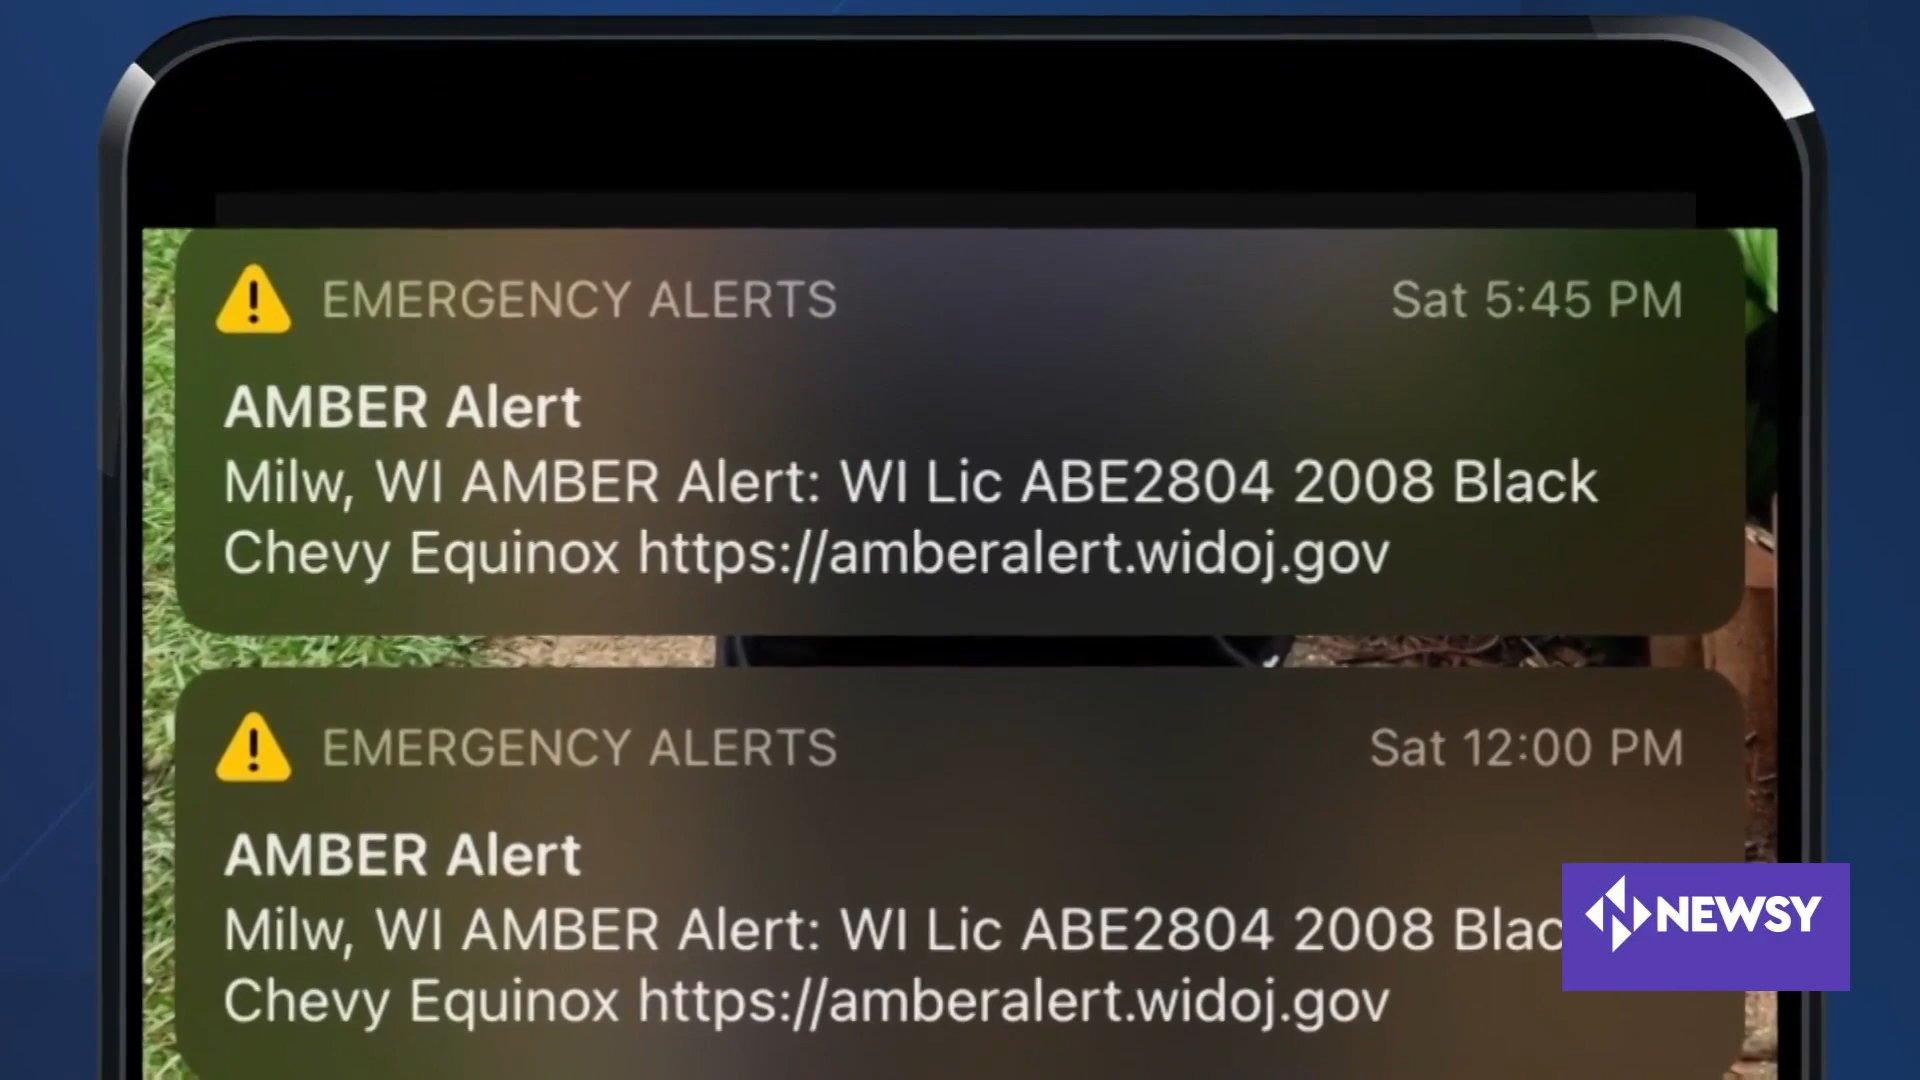 EMERGENCY ALERTS Sat 5:45 PM
AMBER Alert
Milw, WI AMBER Alert: WI Lic ABE2804 2008 Black
Chevy Equinox https://amberalert.widoj.gov
EMERGENCY ALERTS Sat 12:00 PM
AMBER Alert
Milw, WI AMBER Alert: WI Lic ABE2804 2008 Blac
Chevy Equinox https://amberalert.widoj.gov
NEWSY